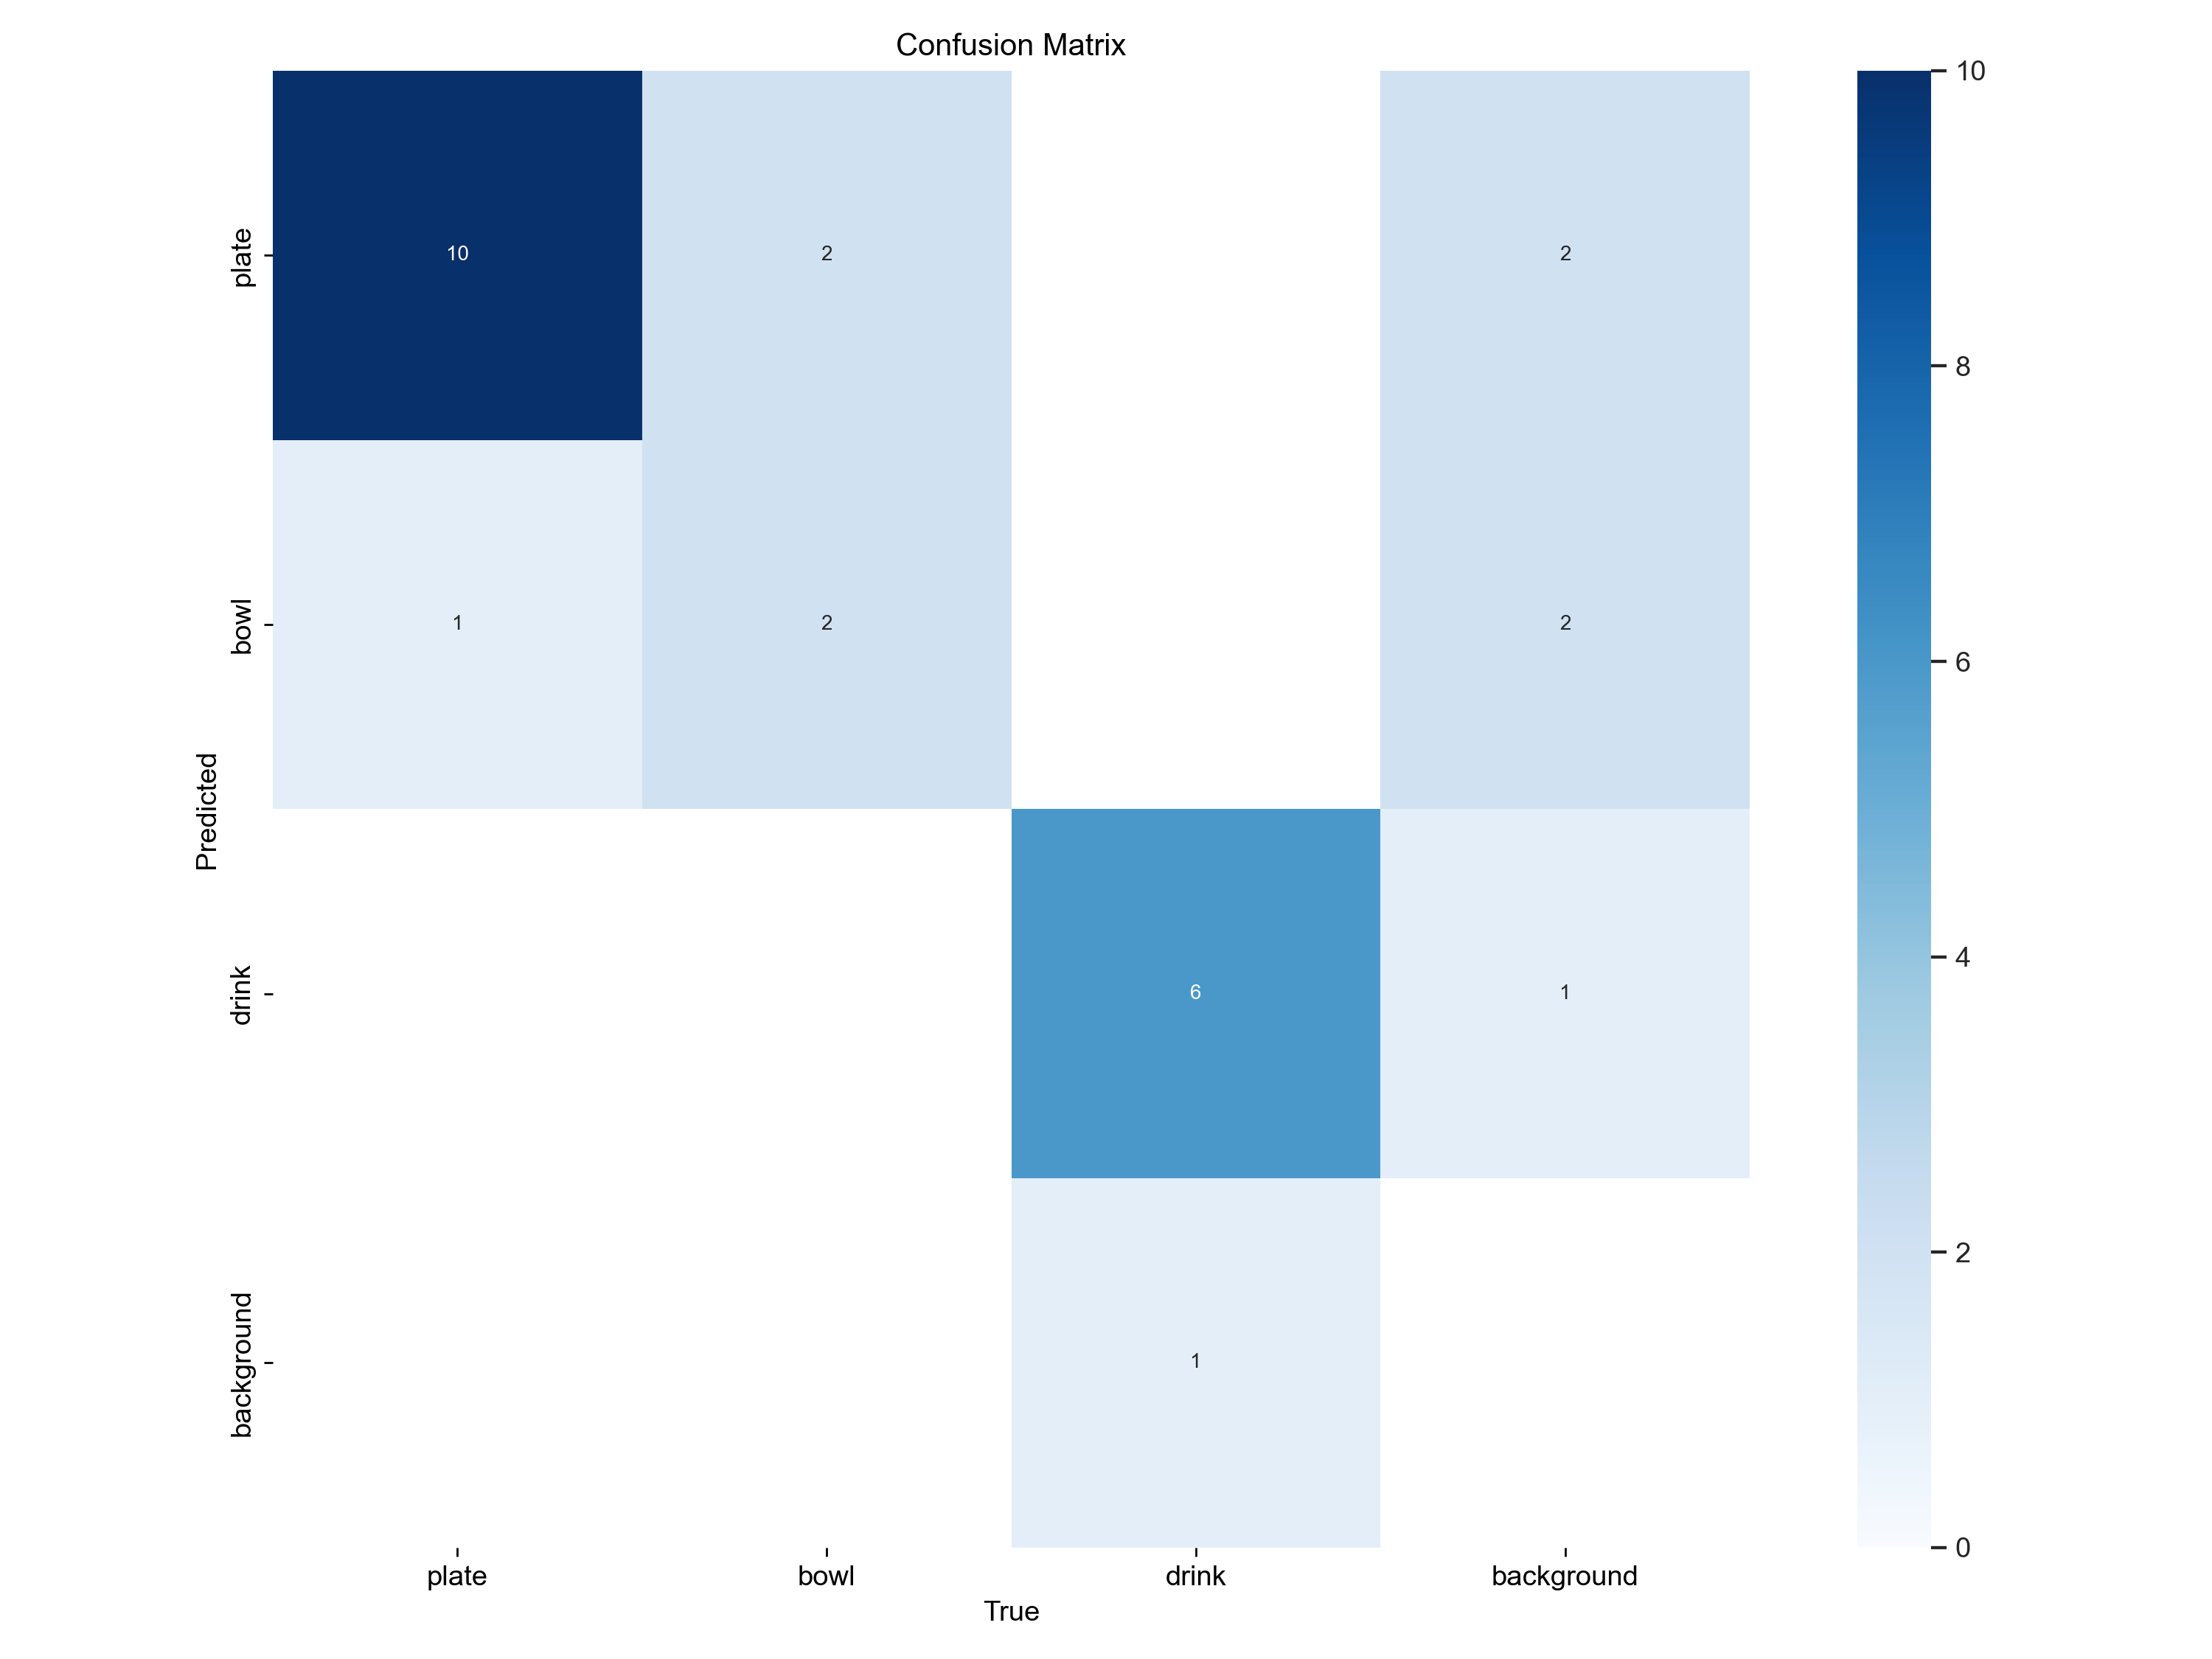 Confusion Matrix
10
plate
10
2
2
8
bowl
1
2
2
6
Predicted
drink
6
1
4
background
1
2
0
plate
bowl
drink
background
True